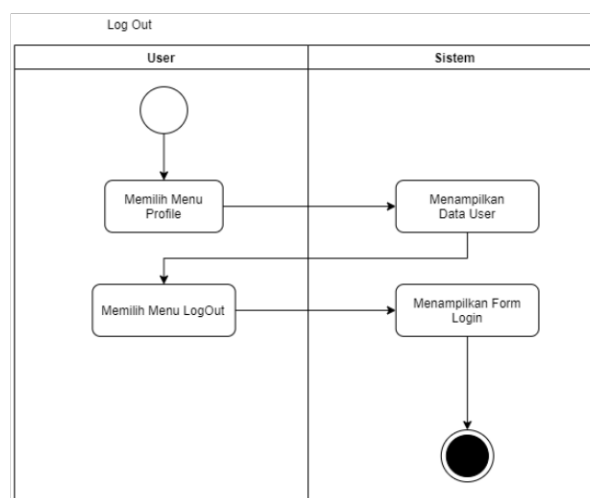 Log Out
User
Sistem
Memilih Menu
Profile
Menampilkan
Data User
Memilih Menu LogOut
Menampilkan Form
Login